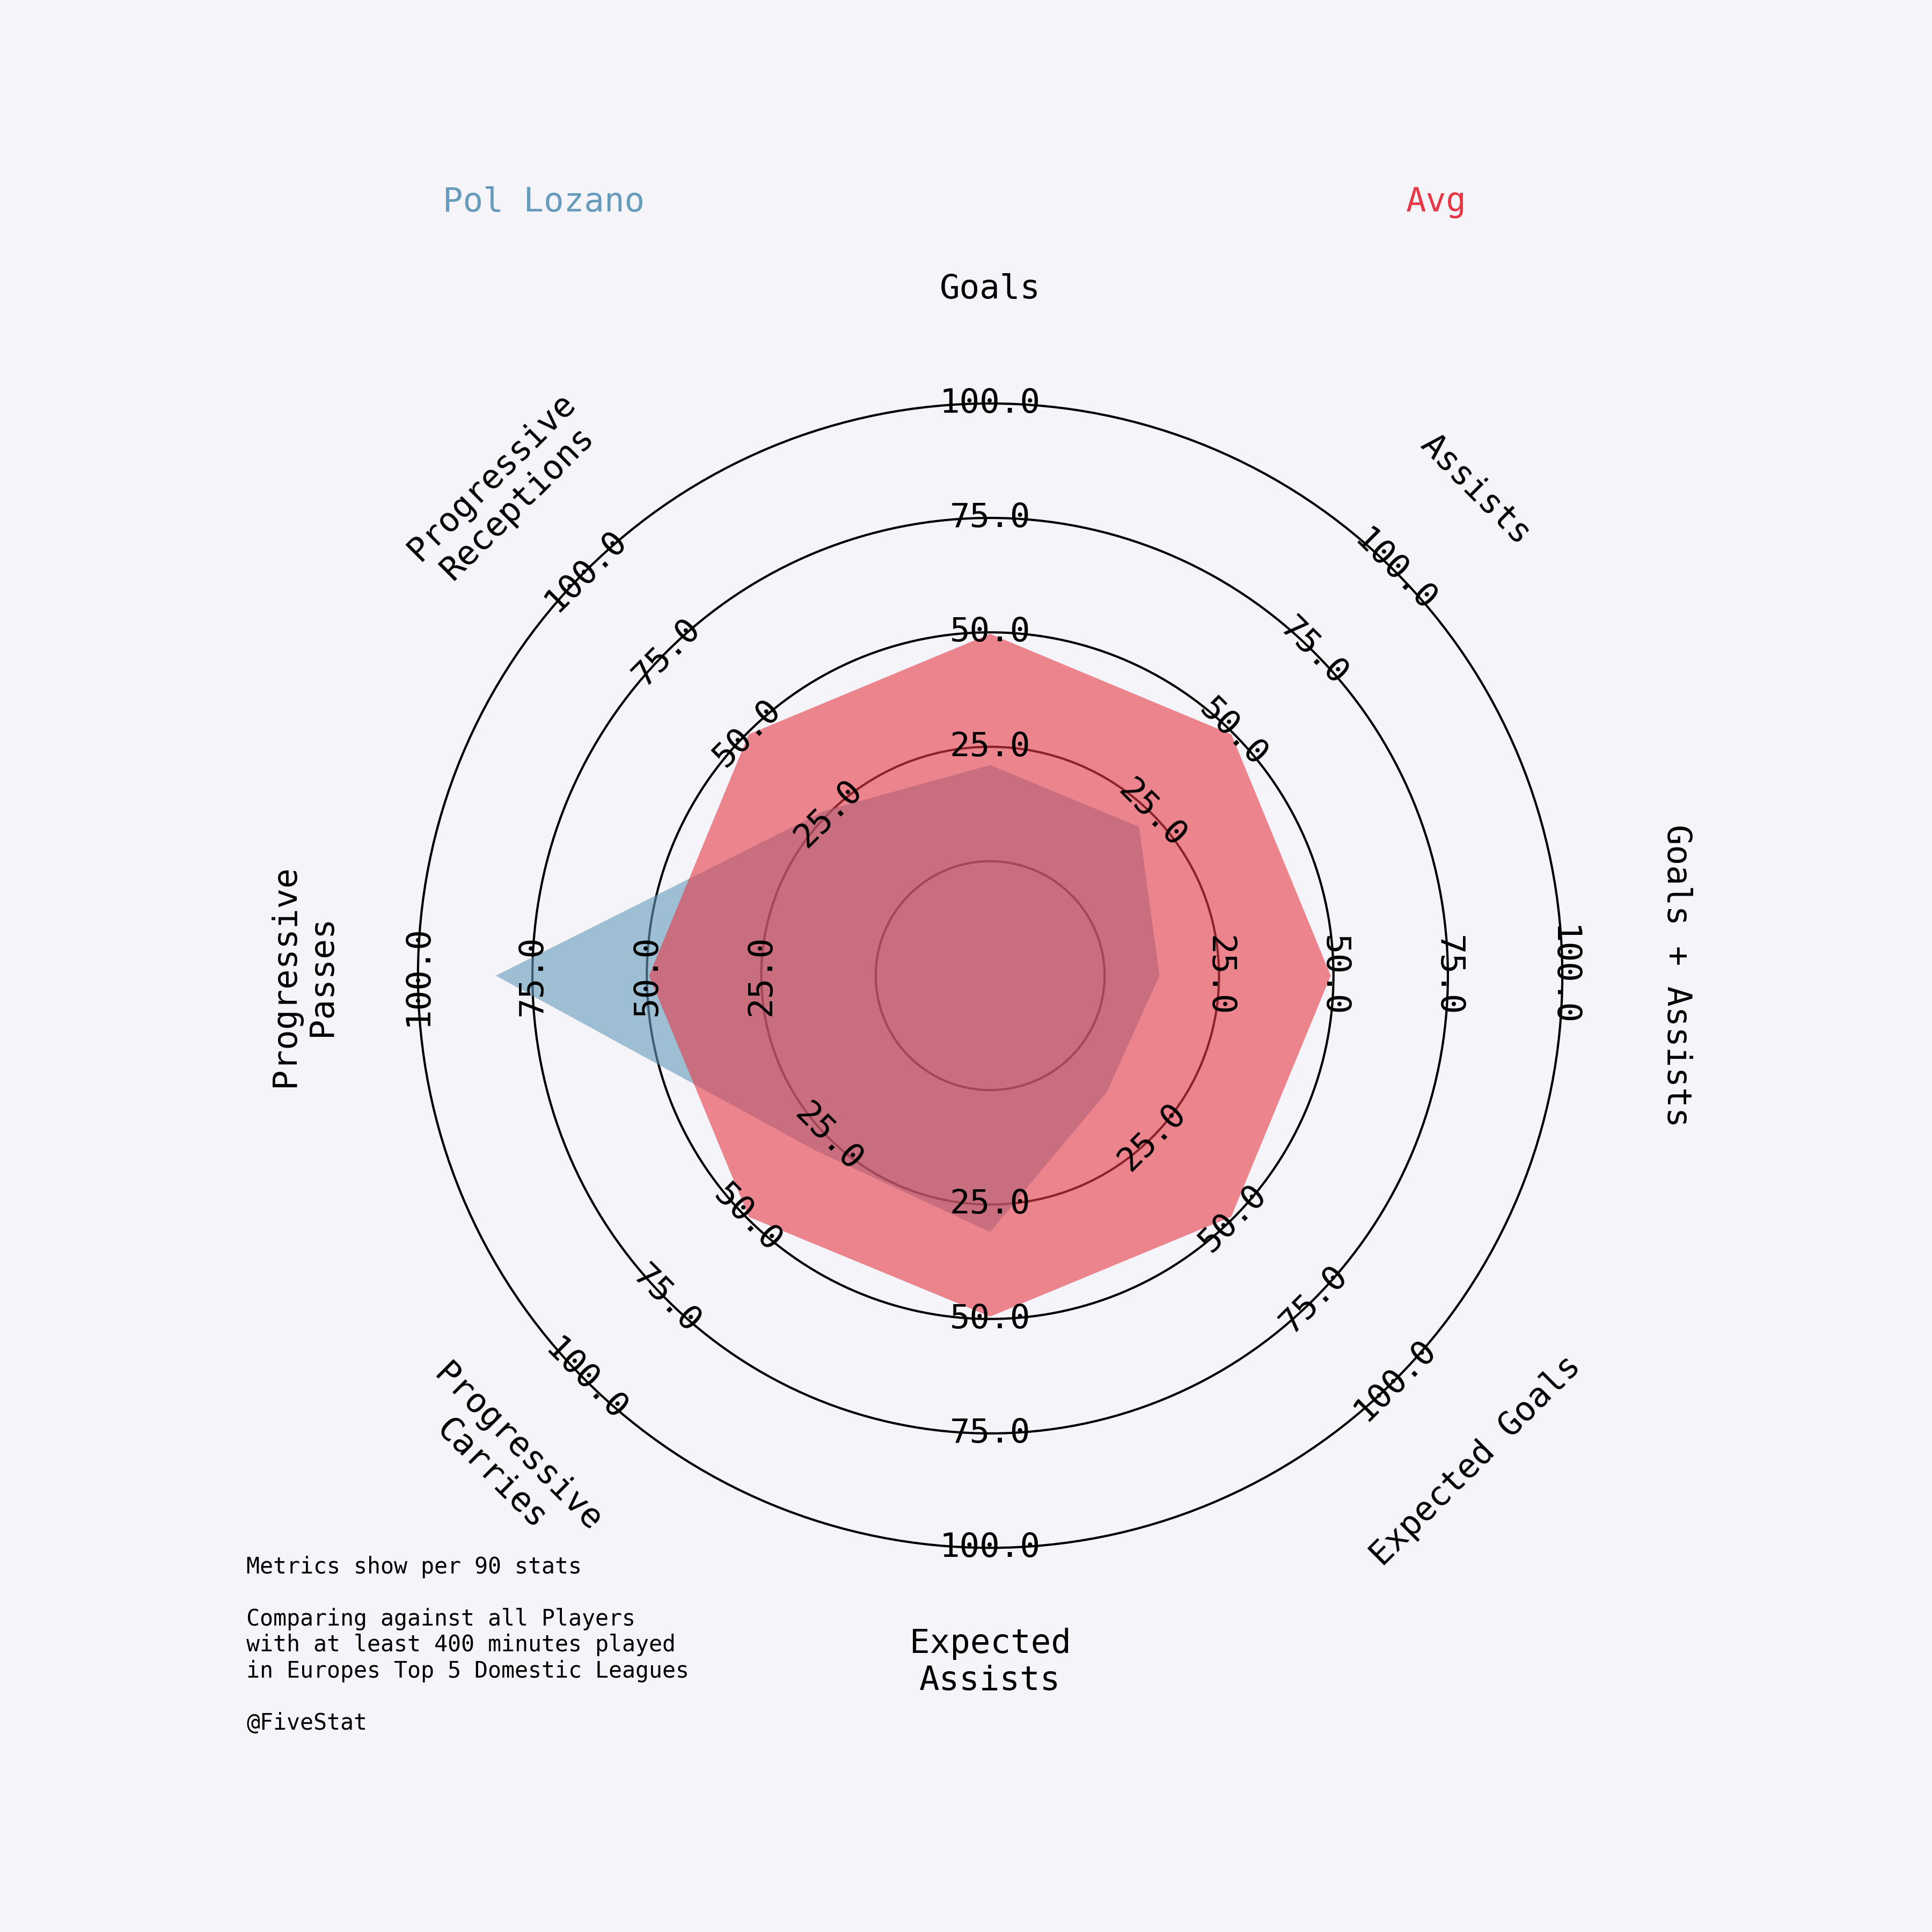 Pol Lozano
Avg
Goals
Assists
Goals + Assists
Expected Goals
Expected
Assists
Progressive
Carries
Progressive
Passes
Progressive
Receptions
25.0
50.0
75.0
100.0
25.0
50.0
75.0
100.0
25.0
50.0
75.0
100.0
25.0
50.0
75.0
100.0
25.0
50.0
75.0
100.0
25.0
50.0
75.0
100.0
25.0
50.0
75.0
100.0
25.0
50.0
75.0
100.0
Metrics show per 90 stats
Comparing against all Players
with at least 400 minutes played
in Europes Top 5 Domestic Leagues
@FiveStat